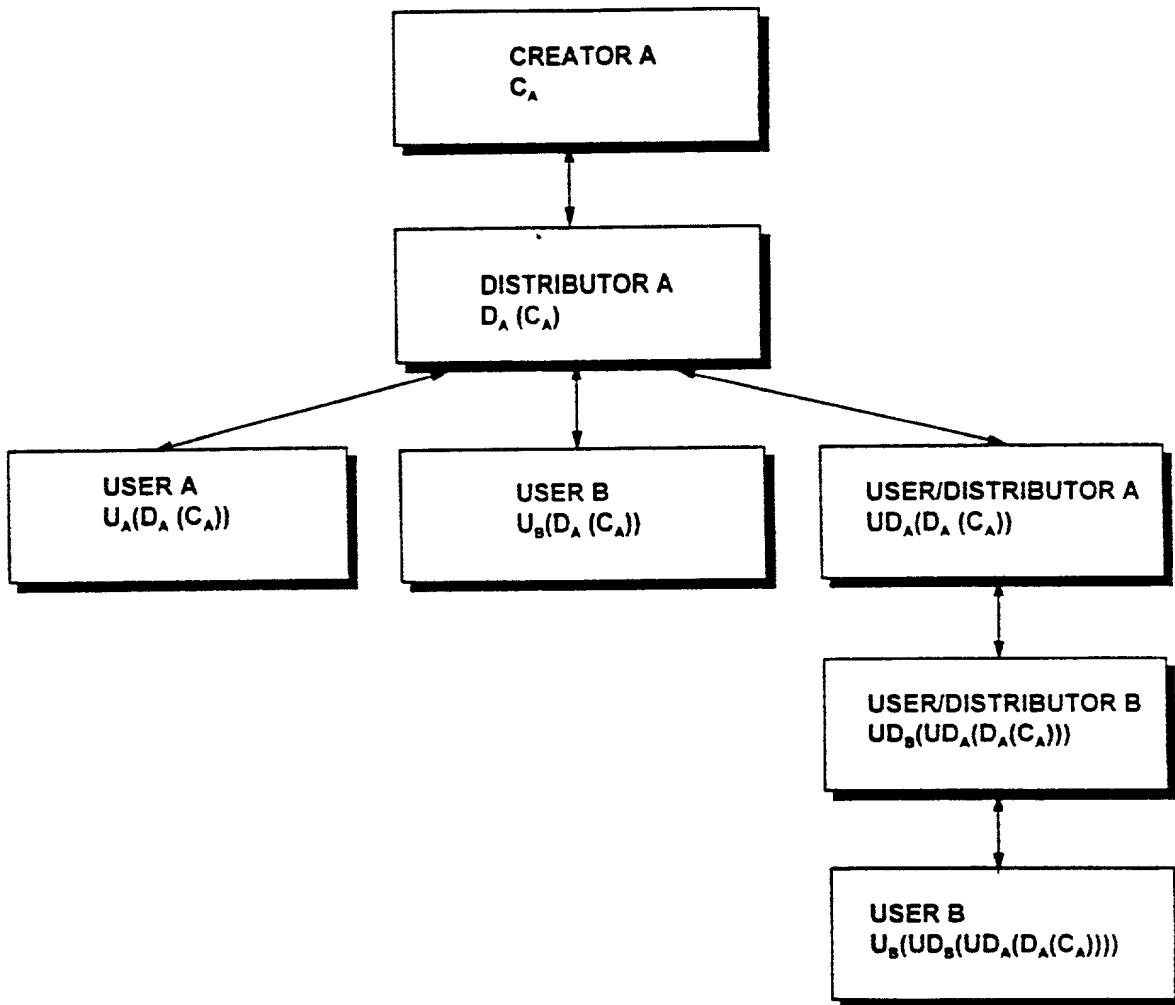 CREATOR A
C_A
DISTRIBUTOR A
D_A (C_A)
USER A
U_A(D_A (C_A))
USER B
U_B(D_A (C_A))
USER/DISTRIBUTOR A
UD_A(D_A (C_A))
USER/DISTRIBUTOR B
UD_B(UD_A(D_A(C_A)))
USER B
U_B(UD_B(UD_A(D_A(C_A))))